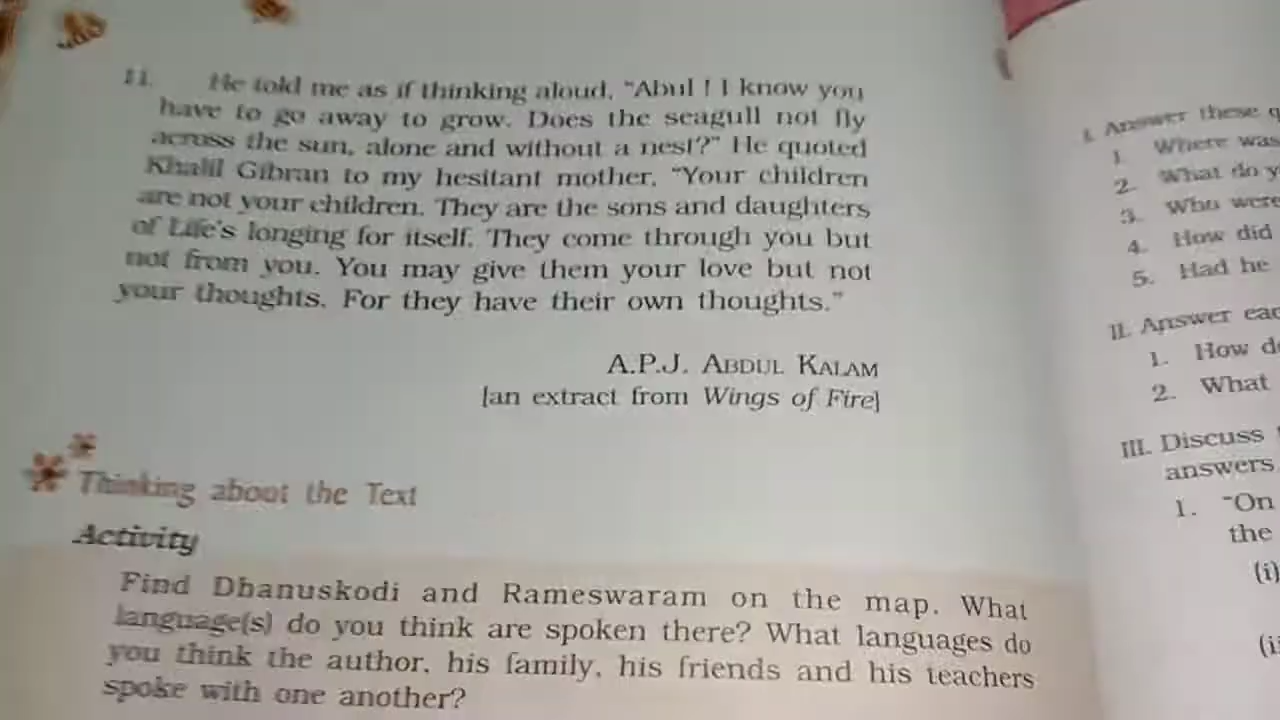 11. He told me as if thinking aloud, "Abul ! I know you
have to go away to grow. Does the seagull not fly
across the sun, alone and without a nest?" He quoted
Khalil Gibran to my hesitant mother, "Your children
are not your children. They are the sons and daughters
of Life's longing for itself. They come through you but
not from you. You may give them your love but not
your thoughts. For they have their own thoughts."
A.P.J. ABDUL KALAM
[an extract from Wings of Fire]
Thinking about the Text
Activity
Find Dhanuskodi and Rameswaram on the map. What
language(s) do you think are spoken there? What languages do
you think the author, his family, his friends and his teachers
spoke with one another?
I. Answer these
1. Where was
2. What do
3. Who were
4. How did
5. Had he
II. Answer
1. How
2. What
III. Discuss
answers
1. "On
the
(i)